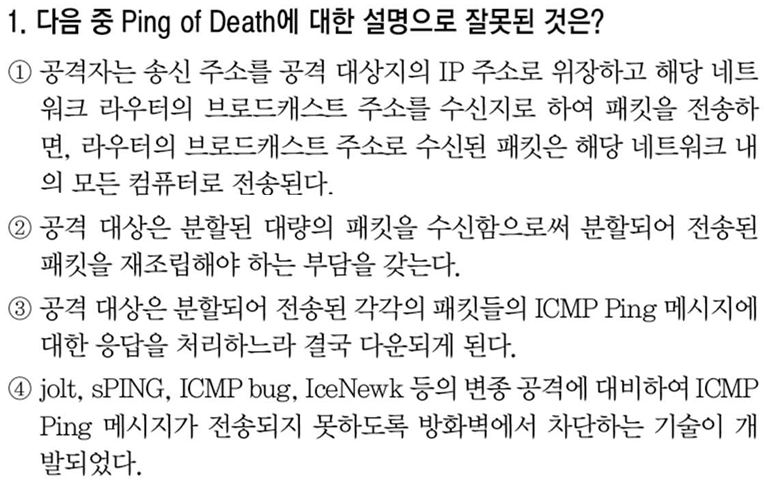 1. 다음 중 Ping of Death에 대한 설명으로 잘못된 것은?
① 공격자는 송신 주소를 공격 대상지의 IP 주소로 위장하고 해당 네트
워크 라우터의 브로드캐스트 주소를 수신지로 하여 패킷을 전송하
면, 라우터의 브로드캐스트 주소로 수신된 패킷은 해당 네트워크 내
의 모든 컴퓨터로 전송된다.
② 공격 대상은 분할된 대량의 패킷을 수신함으로써 분할되어 전송된
패킷을 재조립해야 하는 부담을 갖는다.
③ 공격 대상은 분할되어 전송된 각각의 패킷들의 ICMP Ping 메시지에
대한 응답을 처리하느라 결국 다운되게 된다.
④ jolt, sPING, ICMP bug, IceNewk 등의 변종 공격에 대비하여 ICMP
Ping 메시지가 전송되지 못하도록 방화벽에서 차단하는 기술이 개
발되었다.